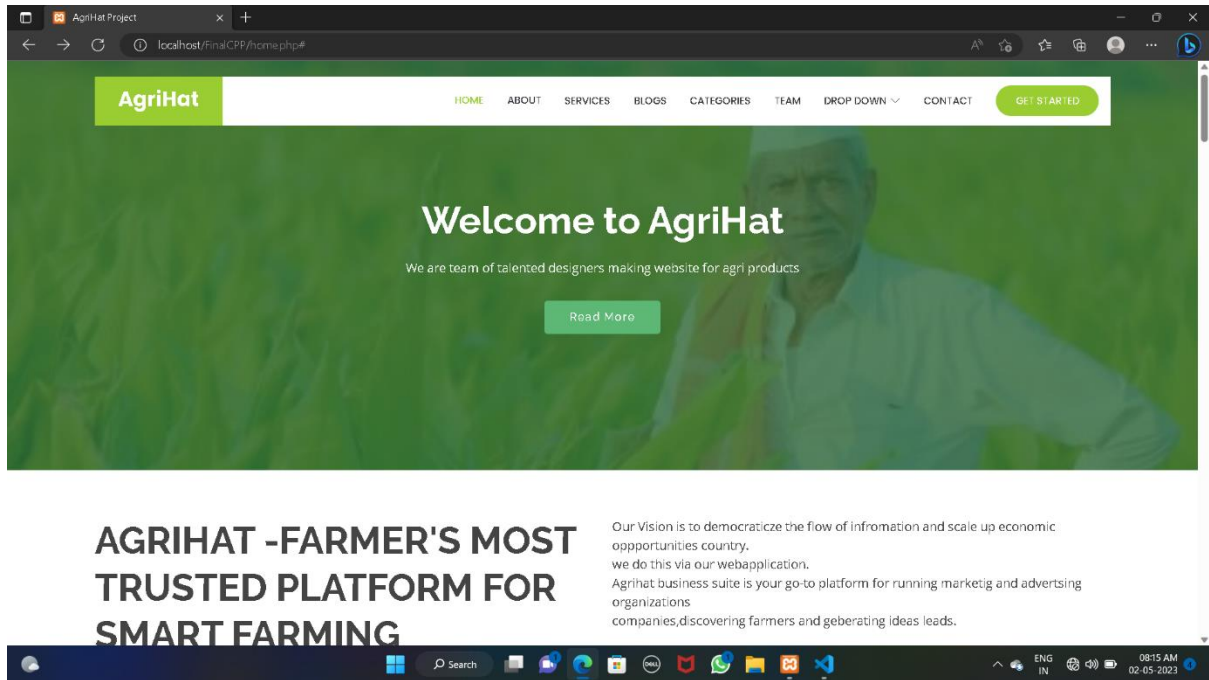 AgriHat Project
localhost/FinalCPP/home.php#
AgriHat
HOME ABOUT SERVICES BLOGS CATEGORIES TEAM DROP DOWN CONTACT GET STARTED
Welcome to AgriHat
We are team of talented designers making website for agri products
Read More
AGRIHAT -FARMER'S MOST
TRUSTED PLATFORM FOR
SMART FARMING
Our Vision is to democraticze the flow of infromation and scale up economic
oppportunities country.
we do this via our webapplication.
Agrihat business suite is your go-to platform for running marketig and advertsing
organizations
companies,discovering farmers and geberating ideas leads.
Search
DELL
ENG
IN
08:15 AM
02-05-2023